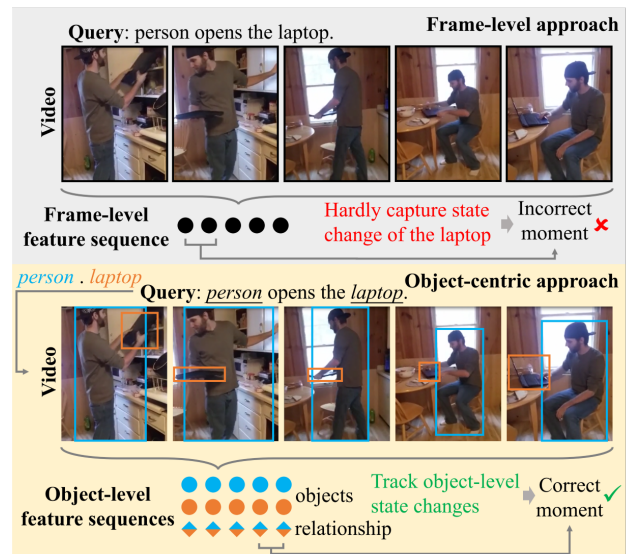 Query: person opens the laptop.
Frame-level approach
Video
Frame-level
feature sequence
Hardly capture state
change of the laptop
Incorrect
moment ✘
person . laptop
Object-centric approach
Query: person opens the laptop.
Video
Object-level
feature sequences
objects
relationship
Track object-level
state changes
Correct
moment ✓